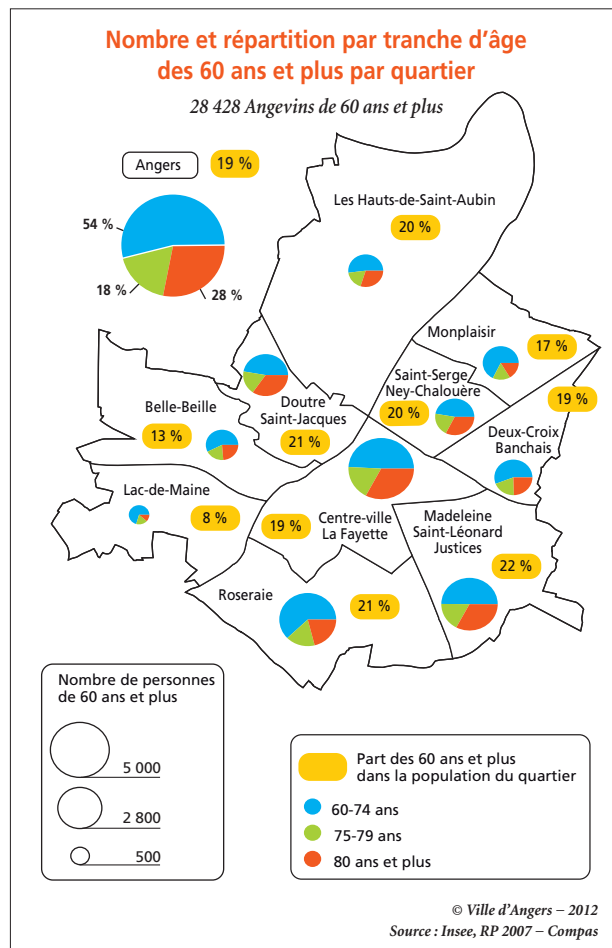 Nombre et répartition par tranche d'âge
des 60 ans et plus par quartier
28 428 Angevins de 60 ans et plus
Angers
19 %
54 %
18 %
28 %
Les Hauts-de-Saint-Aubin
20 %
Monplaisir
17 %
Saint-Serge
Ney-Chalouère
20 %
19 %
Deux-Croix
Banchais
Doutre
Saint-Jacques
21 %
Belle-Beille
13 %
Lac-de-Maine
8 %
19 %
Centre-ville
La Fayette
Madeleine
Saint-Léonard
Justices
22 %
Roseraie
21 %
Nombre de personnes
de 60 ans et plus
5 000
2 800
500
Part des 60 ans et plus
dans la population du quartier
60-74 ans
75-79 ans
80 ans et plus
© Ville d'Angers – 2012
Source : Insee, RP 2007 – Compas